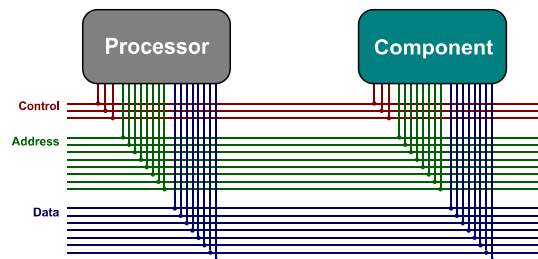 Processor
Component
Control
Address
Data